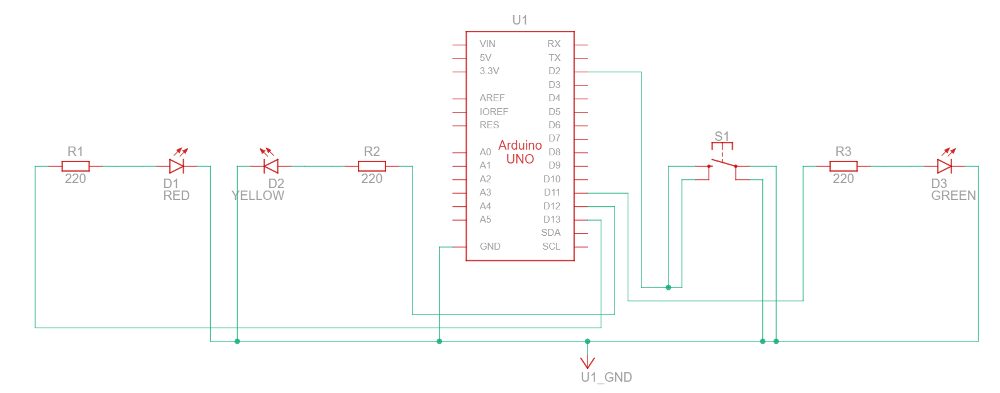 U1
VIN RX
5V TX
3.3V D2
D3
AREF D4
IOREF D5
RES D6
D7
Arduino
UNO
A0 D8
A1 D9
A2 D10
A3 D11
A4 D12
A5 D13
SDA
GND SCL
R1
220
D1
RED
D2
YELLOW
R2
220
S1
R3
220
D3
GREEN
U1_GND